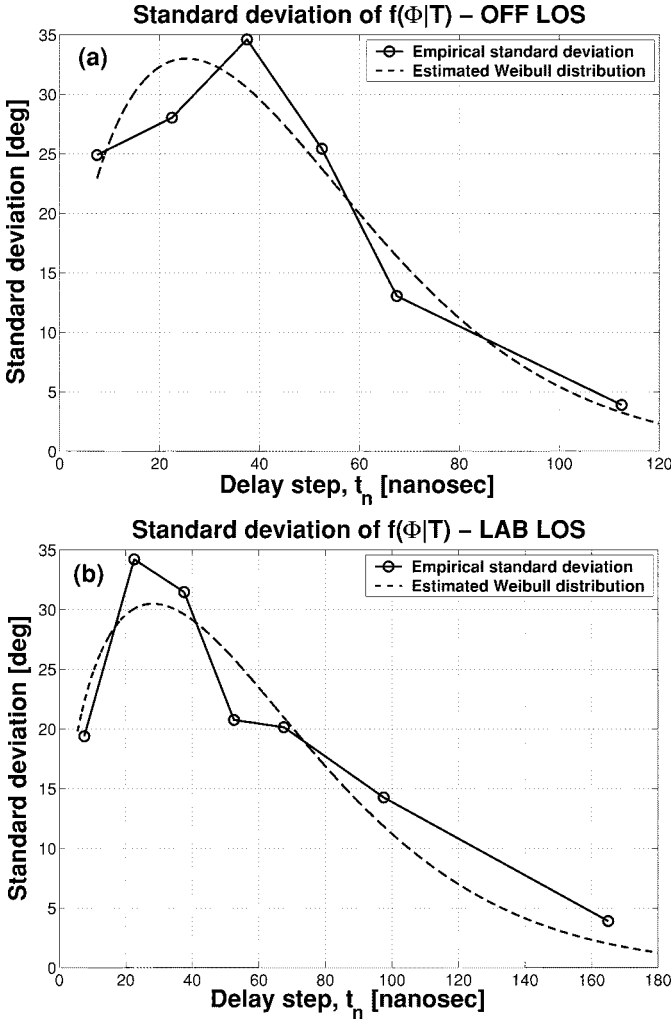 Standard deviation of f(Φ|T) – OFF LOS
(a)
Empirical standard deviation
Estimated Weibull distribution
Standard deviation [deg]
35
30
25
20
15
10
5
0
0 20 40 60 80 100 120
Delay step, tn [nanosec]
Standard deviation of f(Φ|T) – LAB LOS
(b)
Empirical standard deviation
Estimated Weibull distribution
Standard deviation [deg]
35
30
25
20
15
10
5
0
0 20 40 60 80 100 120 140 160 180
Delay step, tn [nanosec]